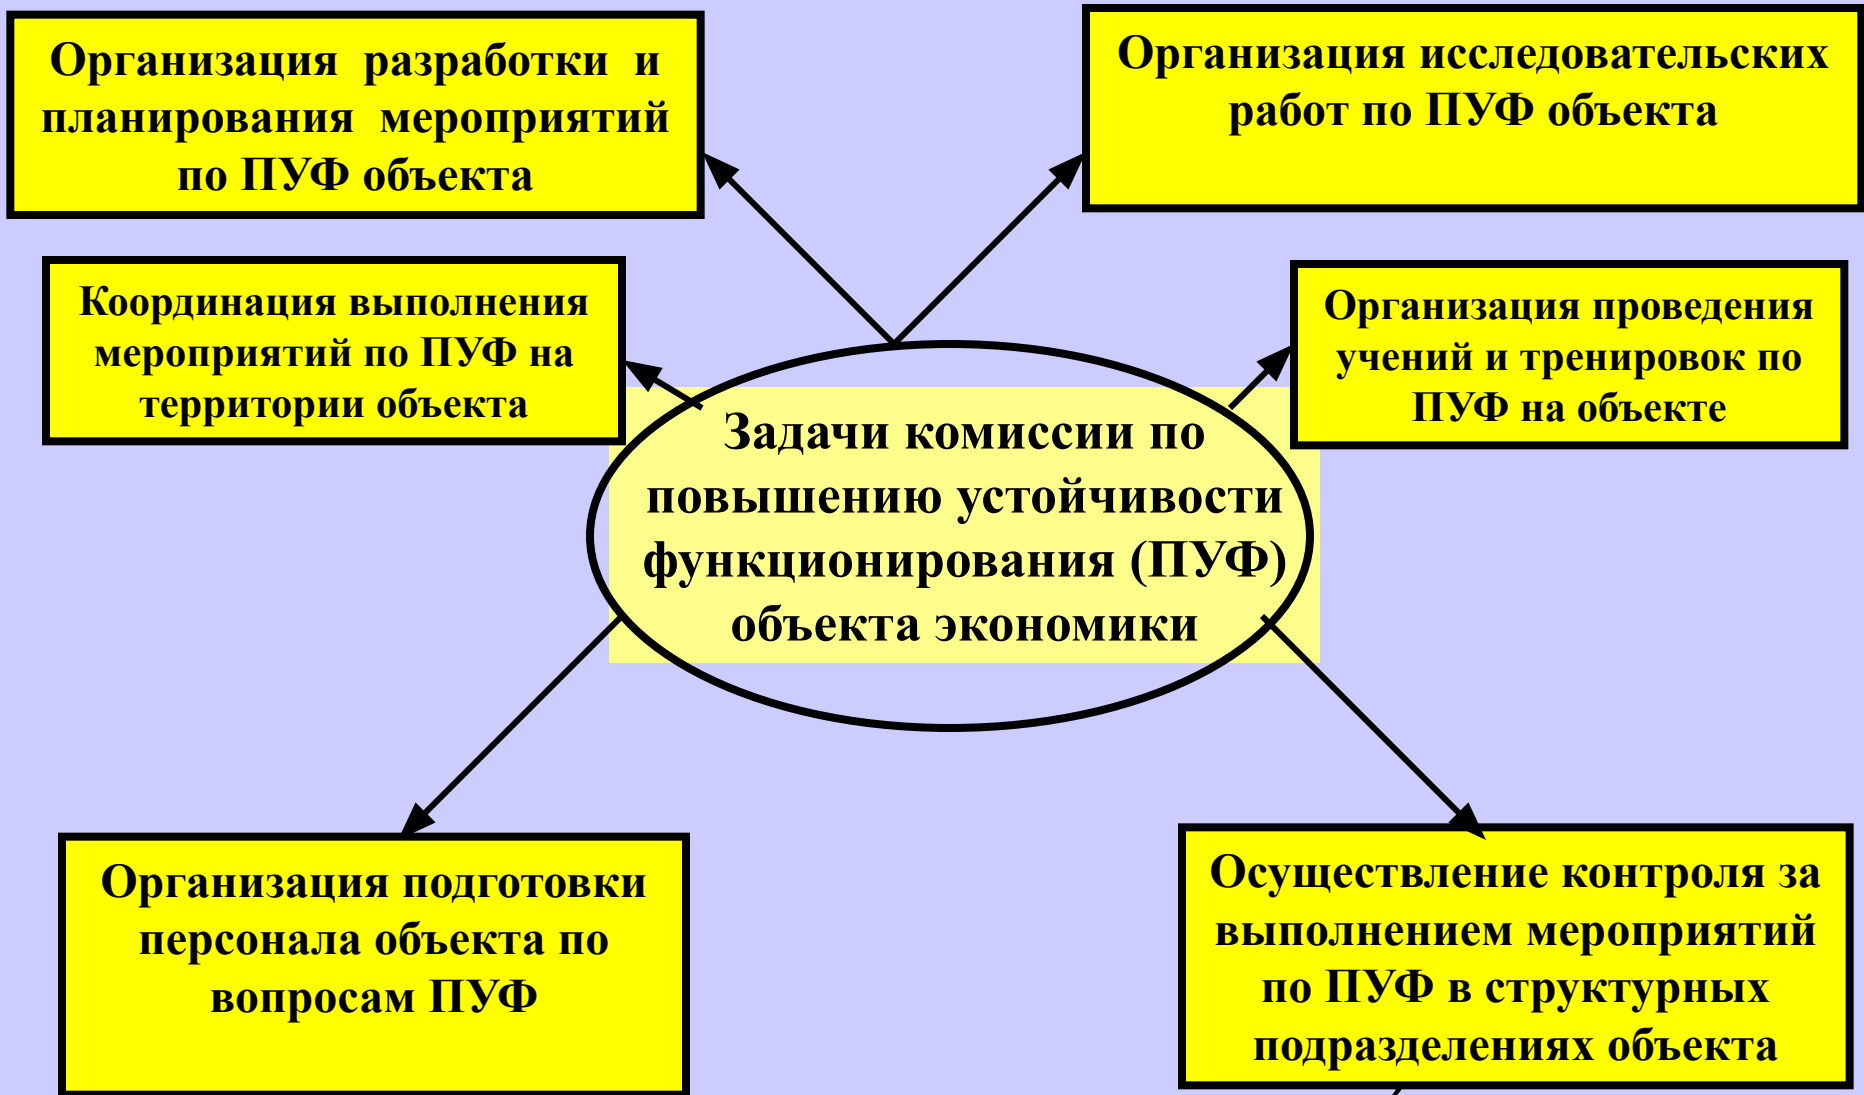 Организация разработки и
планирования мероприятий
по ПУФ объекта
Организация исследовательских
работ по ПУФ объекта
Координация выполнения
мероприятий по ПУФ на
территории объекта
Организация проведения
учений и тренировок по
ПУФ на объекте
Задачи комиссии по
повышению устойчивости
функционирования (ПУФ)
объекта экономики
Организация подготовки
персонала объекта по
вопросам ПУФ
Осуществление контроля за
выполнением мероприятий
по ПУФ в структурных
подразделениях объекта